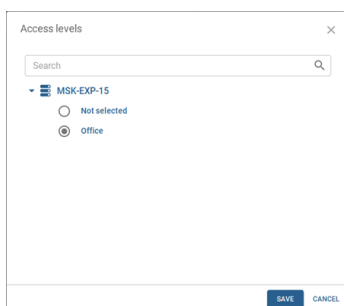 Access levels
Search
MSK-EXP-15
Not selected
Office
SAVE CANCEL